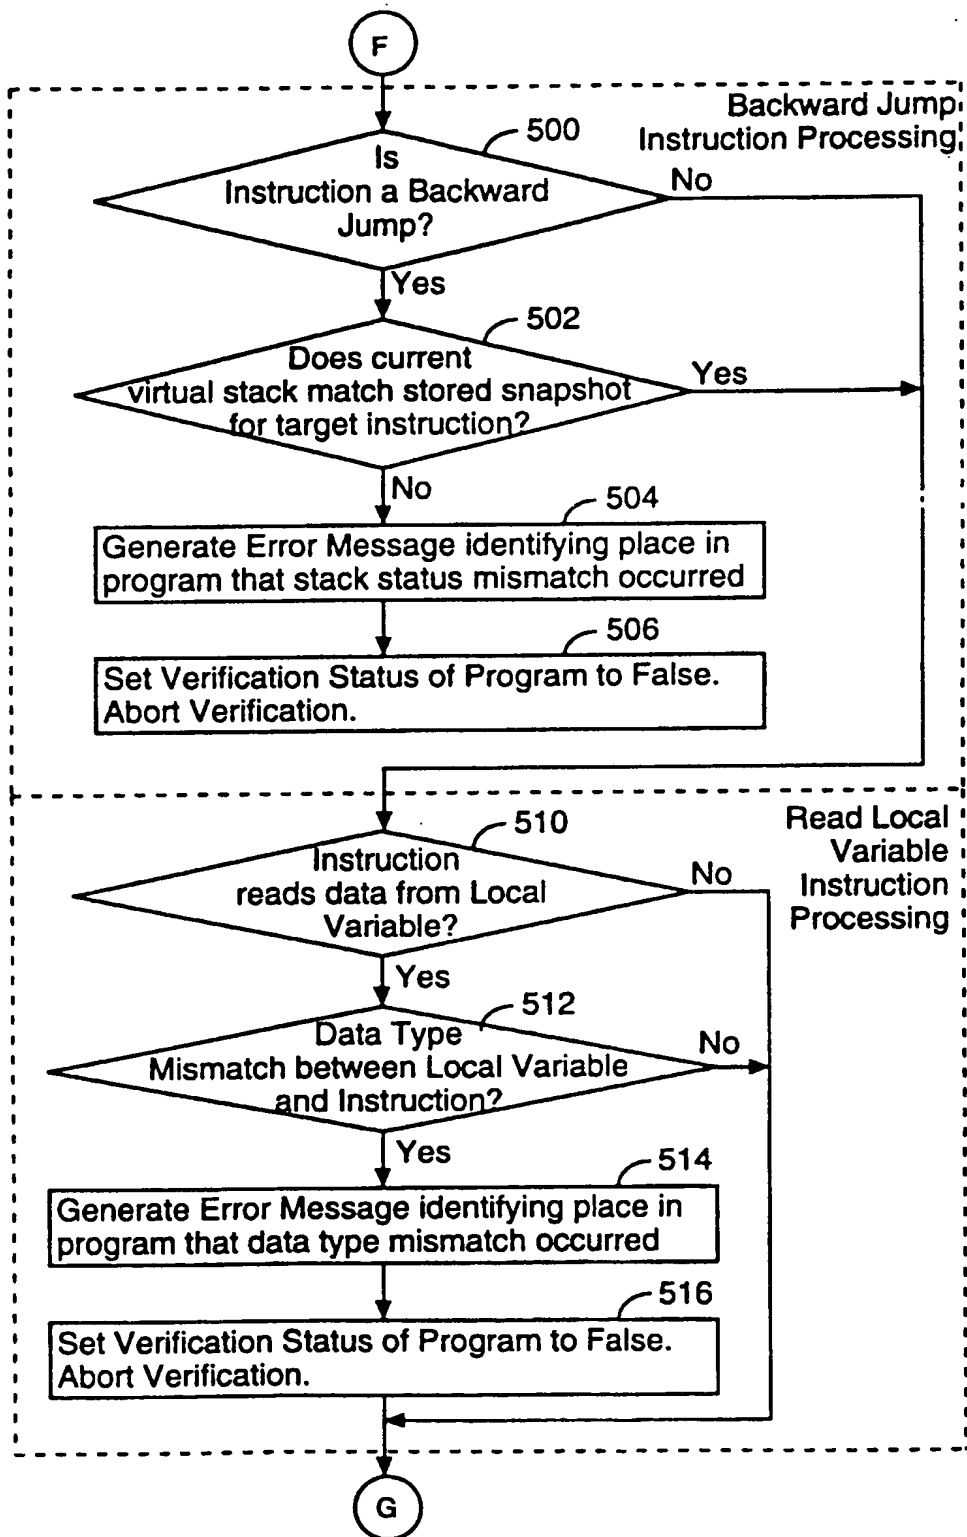 F
Backward Jump
Instruction Processing
500
Is
Instruction a Backward
Jump?
No
Yes
502
Does current
virtual stack match stored snapshot
for target instruction?
Yes
No
504
Generate Error Message identifying place in
program that stack status mismatch occurred
506
Set Verification Status of Program to False.
Abort Verification.
Read Local
Variable
Instruction
Processing
510
Instruction
reads data from Local
Variable?
No
Yes
512
Data Type
Mismatch between Local Variable
and Instruction?
No
Yes
514
Generate Error Message identifying place in
program that data type mismatch occurred
516
Set Verification Status of Program to False.
Abort Verification.
G